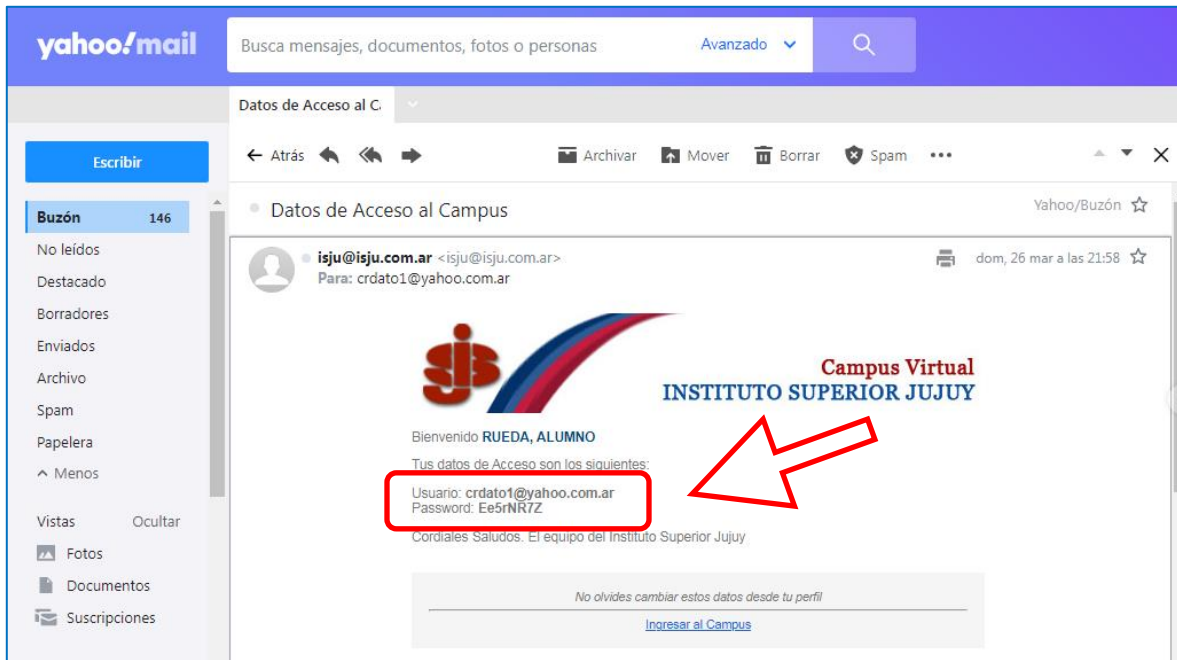 yahoo!mail
Busca mensajes, documentos, fotos o personas Avanzado
Datos de Acceso al C
Escribir
Atrás Archivar Mover Borrar Spam
Buzón 146
No leídos
Destacado
Borradores
Enviados
Archivo
Spam
Papelera
Menos
Vistas Ocultar
Fotos
Documentos
Suscripciones
Datos de Acceso al Campus Yahoo/Buzón
isju@isju.com.ar <isju@isju.com.ar> dom, 26 mar a las 21:58
Para: crdato1@yahoo.com.ar
isj
Campus Virtual
INSTITUTO SUPERIOR JUJUY
Bienvenido RUEDA, ALUMNO
Tus datos de Acceso son los siguientes:
Usuario: crdato1@yahoo.com.ar
Password: Ee5rNR7Z
Cordiales Saludos. El equipo del Instituto Superior Jujuy
No olvides cambiar estos datos desde tu perfil
Ingresar al Campus